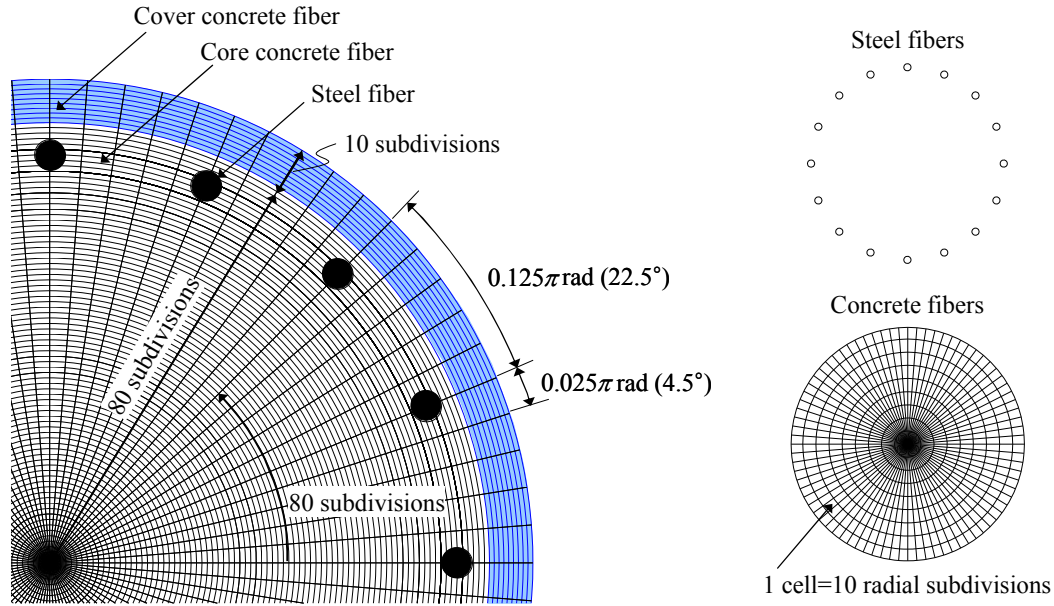 Cover concrete fiber
Core concrete fiber
Steel fiber
10 subdivisions
0.125π rad (22.5°)
0.025π rad (4.5°)
80 subdivisions
80 subdivisions
Steel fibers
Concrete fibers
1 cell=10 radial subdivisions